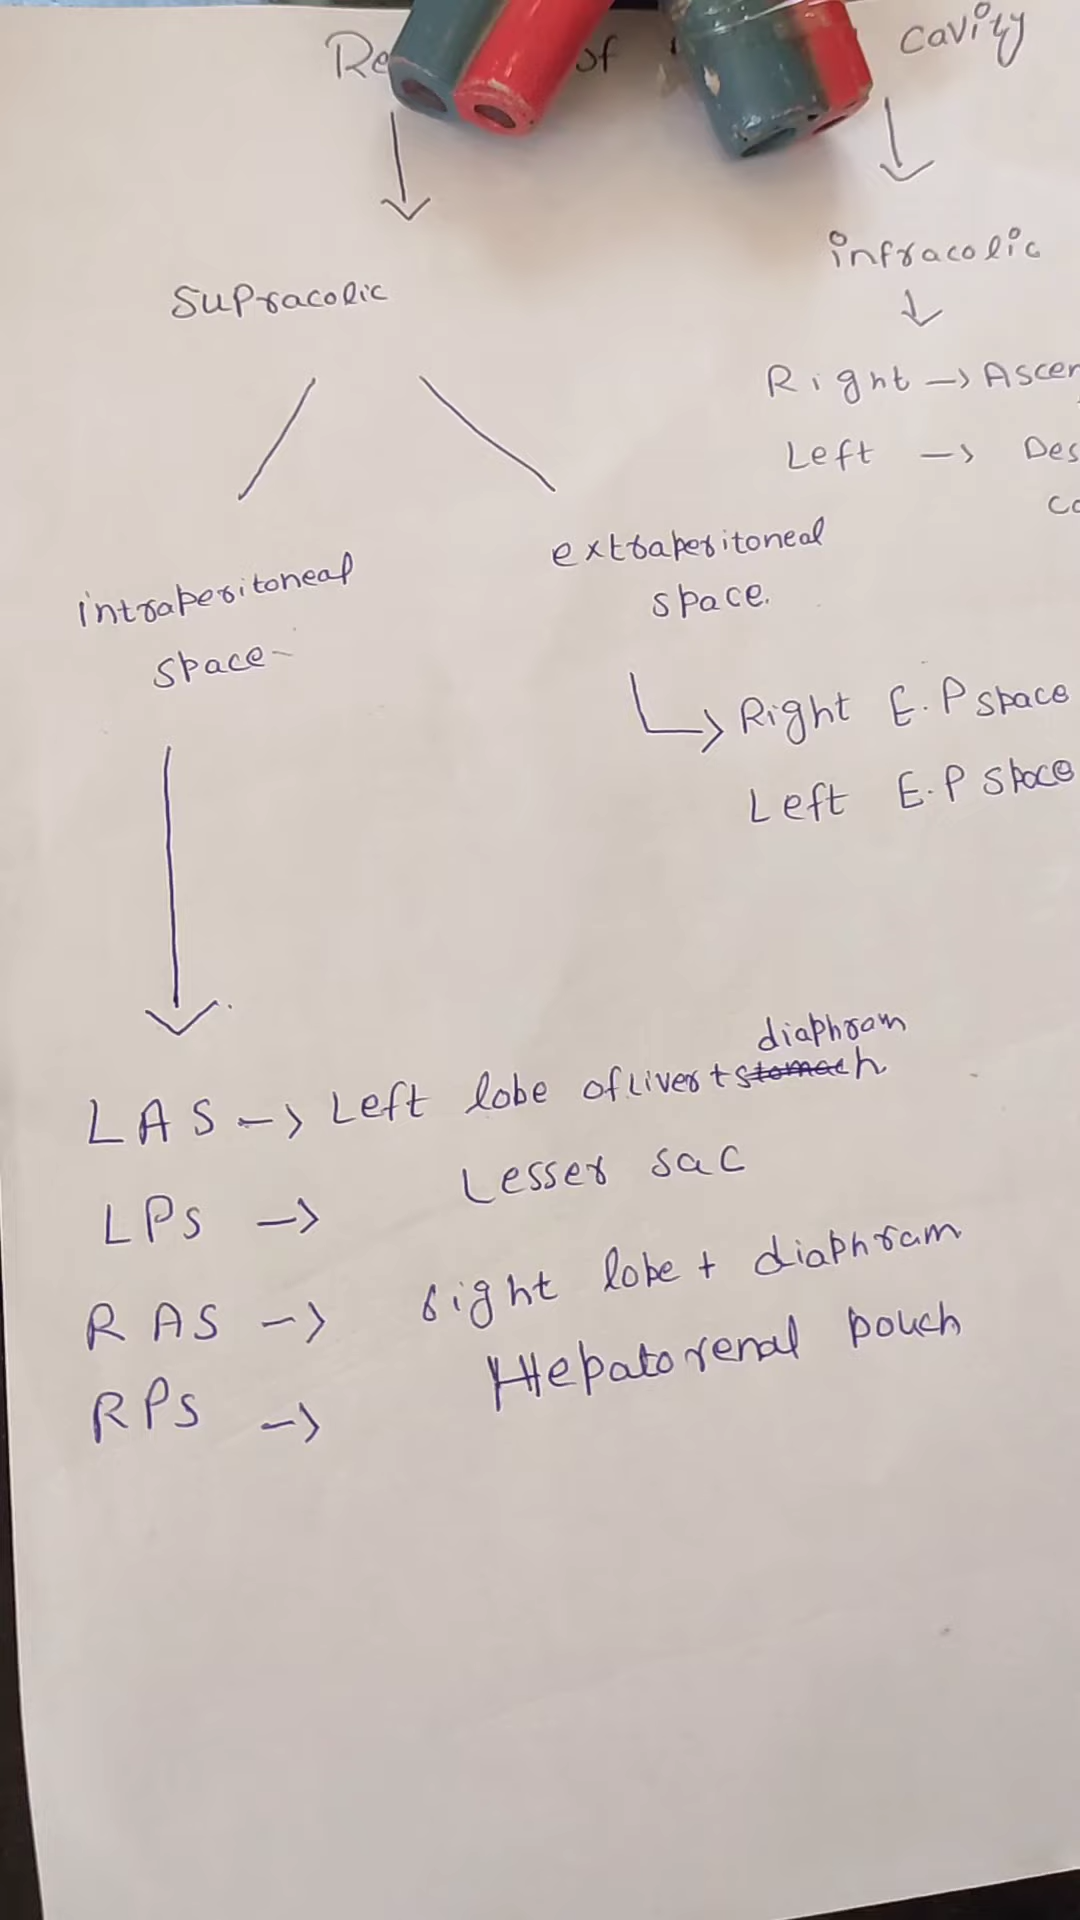 of cavity
Supracolic
infracolic
Right → Ascen
Left → Des
intraperitoneal
space
extraperitoneal
space.
Right E.P space
Left E.P space
diaphram
LAS → Left lobe of Liver + stomach
LPS → Lesser sac
RAS → right lobe + diaphram
RPS → Hepatorenal pouch